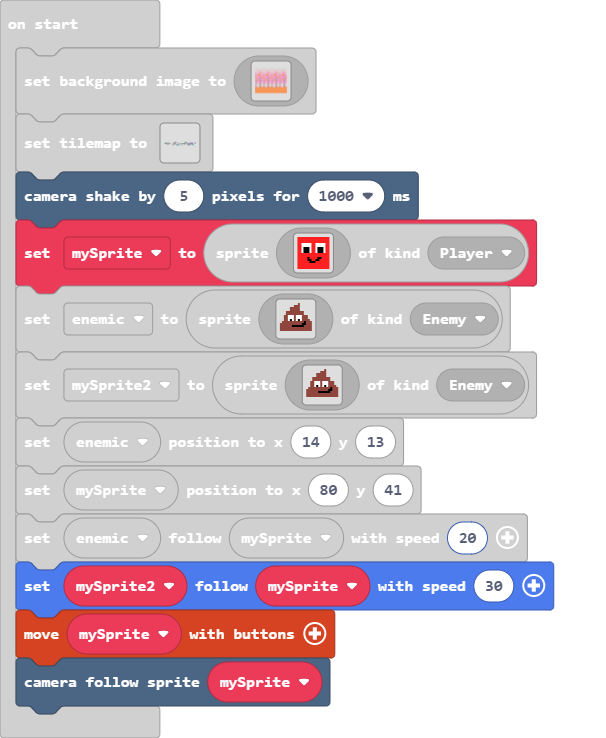 on start
set background image to
set tilemap to
camera shake by 5 pixels for 1000 ms
set mySprite to sprite of kind Player
set enemic to sprite of kind Enemy
set mySprite2 to sprite of kind Enemy
set enemic position to x 14 y 13
set mySprite position to x 80 y 41
set enemic follow mySprite with speed 20
set mySprite2 follow mySprite with speed 30
move mySprite with buttons
camera follow sprite mySprite